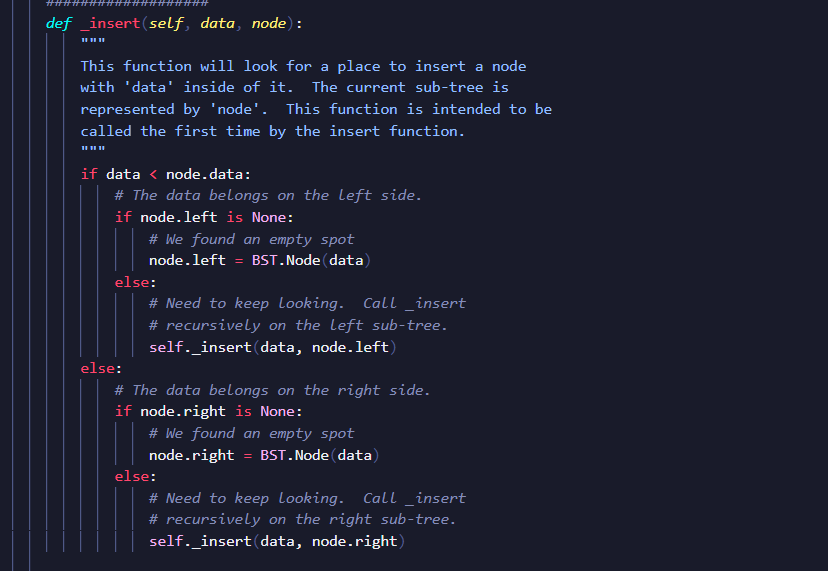 ###################
def _insert(self, data, node):
"""
This function will look for a place to insert a node
with 'data' inside of it.  The current sub-tree is
represented by 'node'.  This function is intended to be
called the first time by the insert function.
"""
if data < node.data:
# The data belongs on the left side.
if node.left is None:
# We found an empty spot
node.left = BST.Node(data)
else:
# Need to keep looking.  Call _insert
# recursively on the left sub-tree.
self._insert(data, node.left)
else:
# The data belongs on the right side.
if node.right is None:
# We found an empty spot
node.right = BST.Node(data)
else:
# Need to keep looking.  Call _insert
# recursively on the right sub-tree.
self._insert(data, node.right)